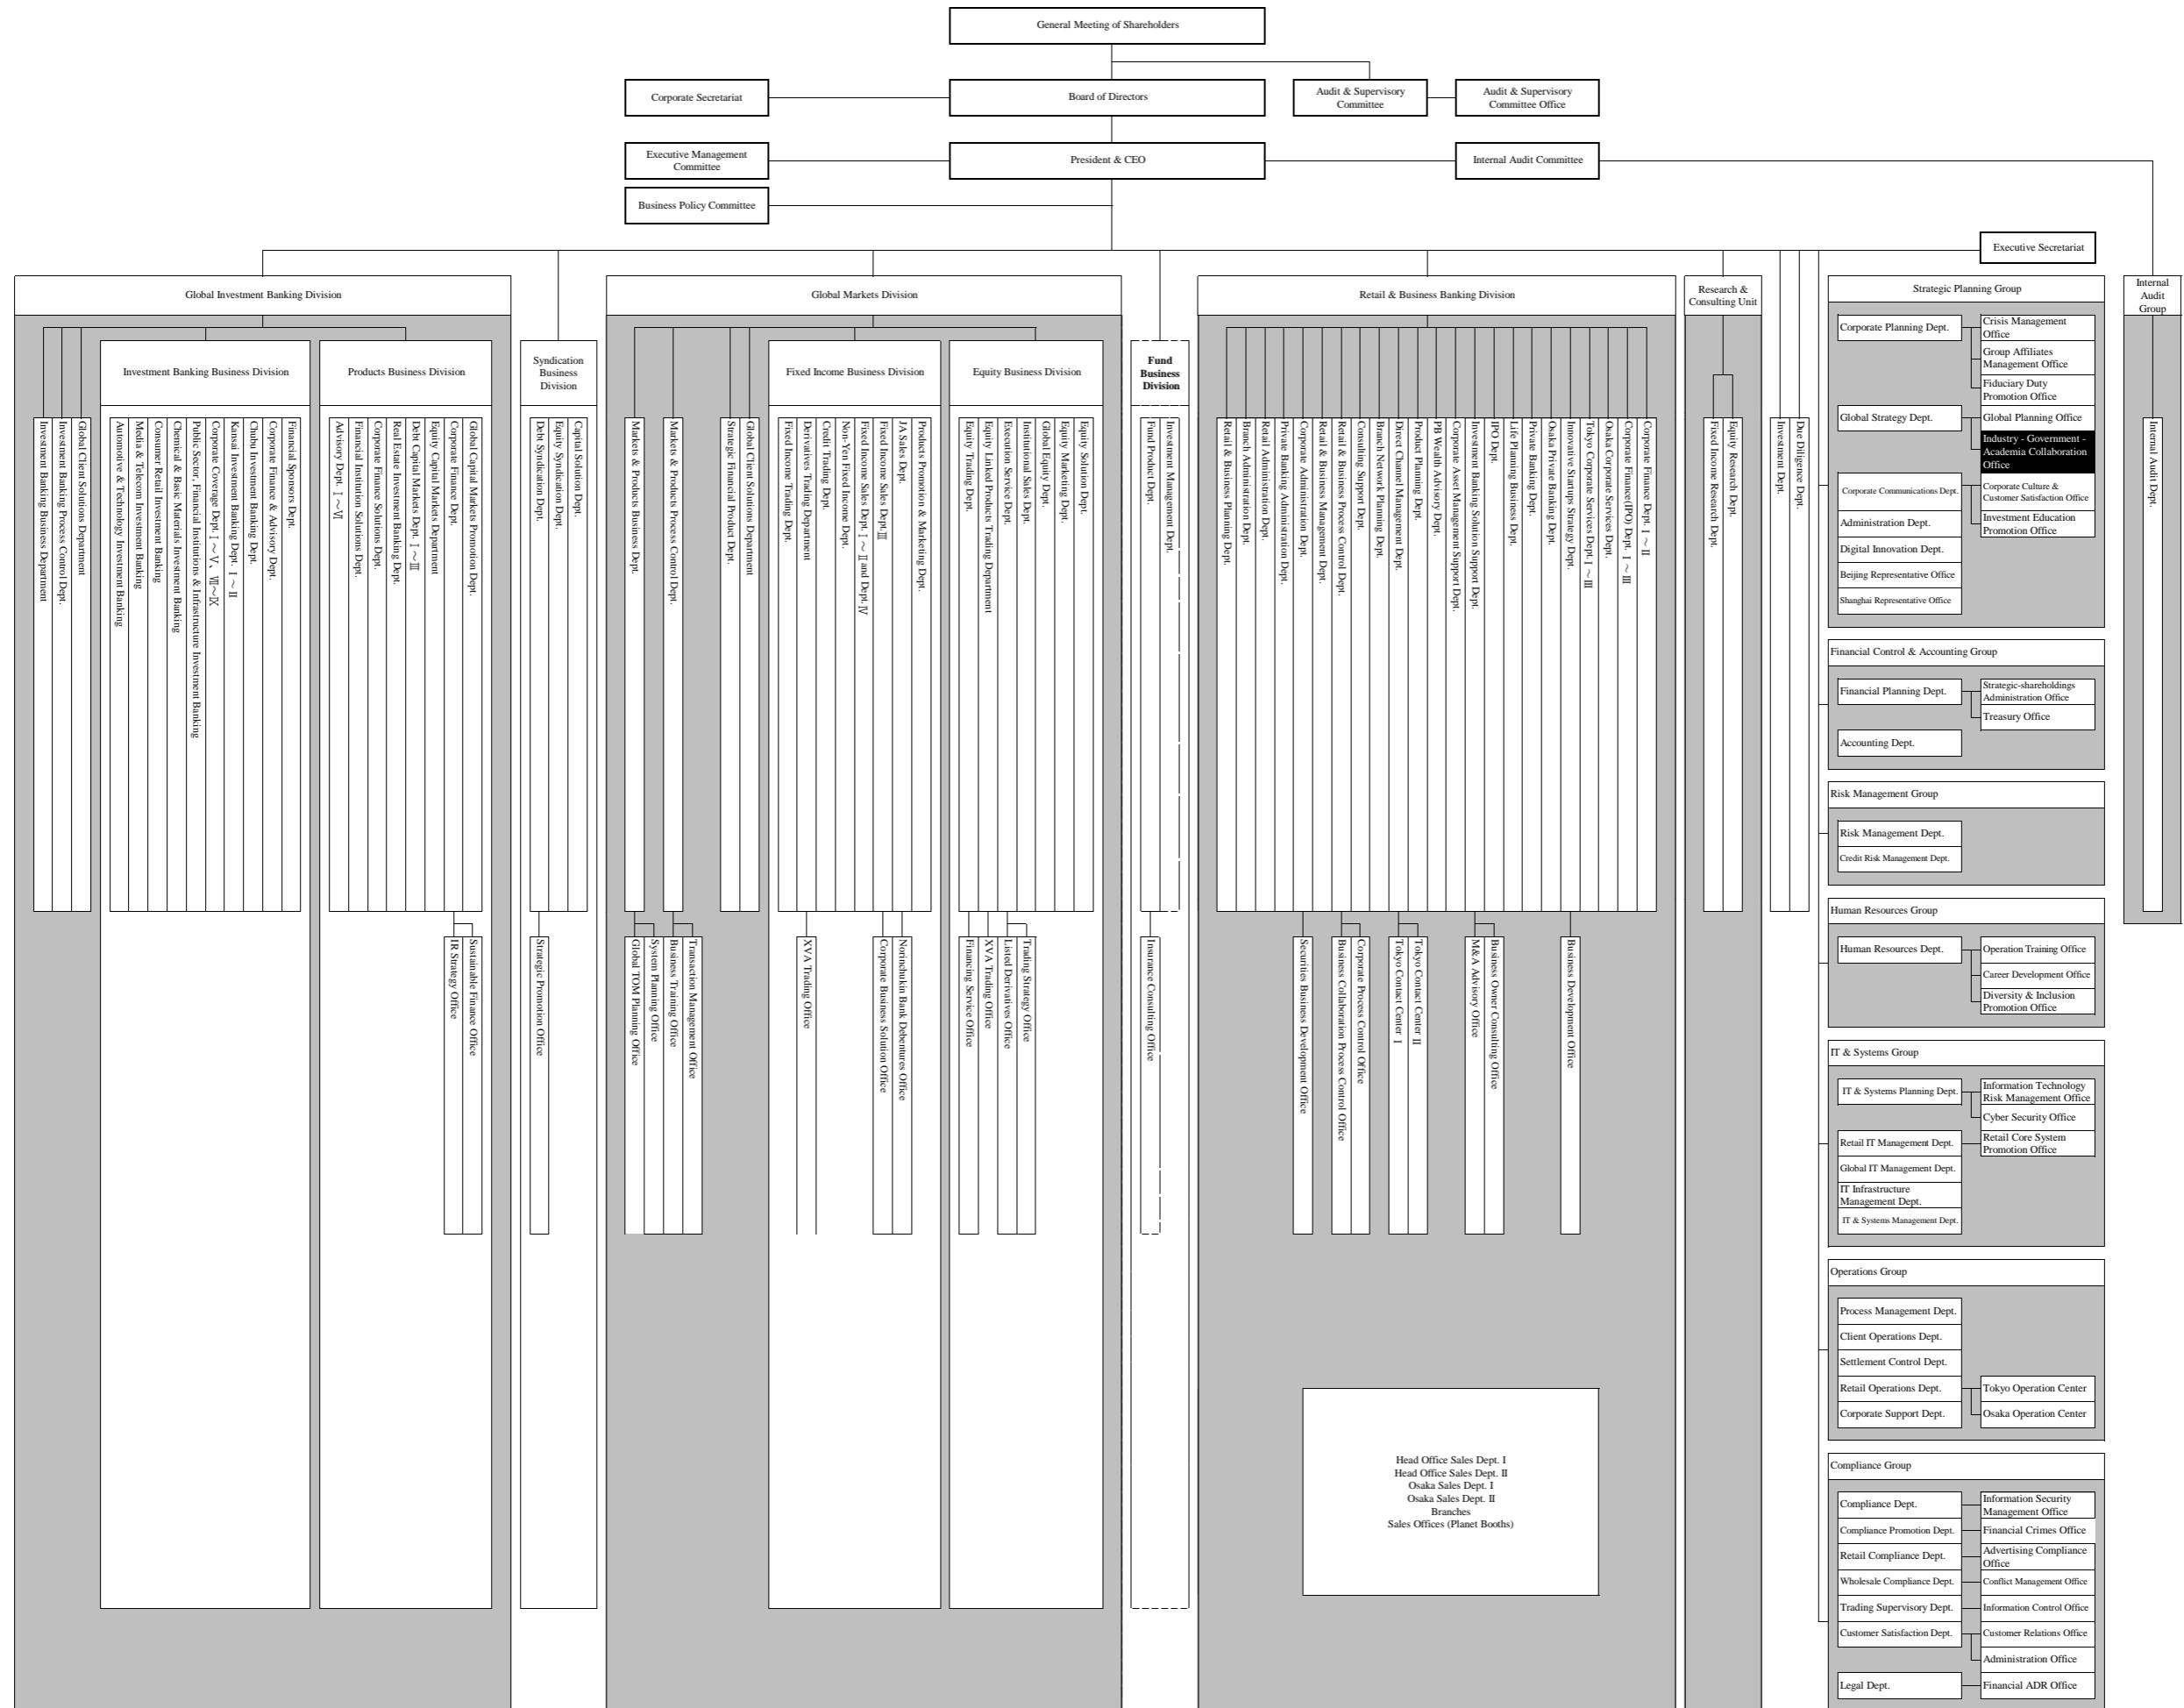 General Meeting of Shareholders
Corporate Secretariat
Board of Directors
Audit & Supervisory
Committee
Audit & Supervisory
Committee Office
Executive Management
Committee
President & CEO
Internal Audit Committee
Business Policy Committee
Executive Secretariat
Global Investment Banking Division
Investment Banking Business Department
Investment Banking Process Control Dept.
Global Client Solutions Department
Investment Banking Business Division
Automotive & Technology Investment Banking
Media & Telecom Investment Banking
Consumer Retail Investment Banking
Chemical & Basic Materials Investment Banking
Public Sector, Financial Institutions & Infrastructure Investment Banking
Corporate Coverage Dept. Ⅰ～Ⅴ、Ⅶ～Ⅸ
Kansai Investment Banking Dept. Ⅰ～Ⅱ
Chubu Investment Banking Dept.
Corporate Finance & Advisory Dept.
Financial Sponsors Dept.
Products Business Division
Advisory Dept. Ⅰ～Ⅵ
Financial Institution Solutions Dept.
Corporate Finance Solutions Dept.
Real Estate Investment Banking Dept.
Debt Capital Markets Dept. Ⅰ～Ⅲ
Equity Capital Markets Department
Corporate Finance Dept.
Global Capital Markets Promotion Dept.
IR Strategy Office
Sustainable Finance Office
Syndication
Business
Division
Debt Syndication Dept.
Equity Syndication Dept.
Capital Solution Dept.
Strategic Promotion Office
Global Markets Division
Markets & Products Business Dept.
Markets & Products Process Control Dept.
Strategic Financial Product Dept.
Global Client Solutions Department
Global TOM Planning Office
System Planning Office
Business Training Office
Transaction Management Office
Fixed Income Business Division
Fixed Income Trading Dept.
Derivatives Trading Department
Credit Trading Dept.
Non-Yen Fixed Income Dept.
Fixed Income Sales Dept. Ⅰ～Ⅱ and Dept. Ⅳ
Fixed Income Sales Dept. Ⅲ
JA Sales Dept.
Products Promotion & Marketing Dept.
XVA Trading Office
Corporate Business Solution Office
Norinchukin Bank Debentures Office
Equity Business Division
Equity Trading Dept.
Equity Linked Products Trading Department
Execution Service Dept.
Institutional Sales Dept.
Global Equity Dept.
Equity Marketing Dept.
Equity Solution Dept.
Financing Service Office
XVA Trading Office
Listed Derivatives Office
Trading Strategy Office
Fund
Business
Division
Fund Product Dept.
Investment Management Dept.
Insurance Consulting Office
Retail & Business Banking Division
Retail & Business Planning Dept.
Branch Administration Dept.
Retail Administration Dept.
Private Banking Administration Dept.
Corporate Administration Dept.
Retail & Business Management Dept.
Retail & Business Process Control Dept.
Consulting Support Dept.
Branch Network Planning Dept.
Direct Channel Management Dept.
Product Planning Dept.
PB Wealth Advisory Dept.
Corporate Asset Management Support Dept.
Investment Banking Solution Support Dept.
IPO Dept.
Life Planning Business Dept.
Private Banking Dept.
Osaka Private Banking Dept.
Innovative Startups Strategy Dept.
Tokyo Corporate Services Dept. Ⅰ～Ⅲ
Osaka Corporate Services Dept.
Corporate Finance(IPO) Dept. Ⅰ～Ⅲ
Corporate Finance Dept. Ⅰ～Ⅱ
Securities Business Development Office
Business Collaboration Process Control Office
Corporate Process Control Office
Tokyo Contact Center Ⅰ
Tokyo Contact Center Ⅱ
M&A Advisory Office
Business Owner Consulting Office
Business Development Office
Head Office Sales Dept. I
Head Office Sales Dept. II
Osaka Sales Dept. I
Osaka Sales Dept. II
Branches
Sales Offices (Planet Booths)
Research &
Consulting Unit
Fixed Income Research Dept.
Equity Research Dept.
Investment Dept.
Due Diligence Dept.
Strategic Planning Group
Corporate Planning Dept.
Crisis Management
Office
Group Affiliates
Management Office
Fiduciary Duty
Promotion Office
Global Strategy Dept.
Global Planning Office
Industry - Government -
Academia Collaboration
Office
Corporate Communications Dept.
Corporate Culture &
Customer Satisfaction Office
Administration Dept.
Investment Education
Promotion Office
Digital Innovation Dept.
Beijing Representative Office
Shanghai Representative Office
Financial Control & Accounting Group
Financial Planning Dept.
Strategic-shareholdings
Administration Office
Treasury Office
Accounting Dept.
Risk Management Group
Risk Management Dept.
Credit Risk Management Dept.
Human Resources Group
Human Resources Dept.
Operation Training Office
Career Development Office
Diversity & Inclusion
Promotion Office
IT & Systems Group
IT & Systems Planning Dept.
Information Technology
Risk Management Office
Cyber Security Office
Retail IT Management Dept.
Retail Core System
Promotion Office
Global IT Management Dept.
IT Infrastructure
Management Dept.
IT & Systems Management Dept.
Operations Group
Process Management Dept.
Client Operations Dept.
Settlement Control Dept.
Retail Operations Dept.
Tokyo Operation Center
Corporate Support Dept.
Osaka Operation Center
Compliance Group
Compliance Dept.
Information Security
Management Office
Compliance Promotion Dept.
Financial Crimes Office
Retail Compliance Dept.
Advertising Compliance
Office
Wholesale Compliance Dept.
Conflict Management Office
Trading Supervisory Dept.
Information Control Office
Customer Satisfaction Dept.
Customer Relations Office
Administration Office
Legal Dept.
Financial ADR Office
Internal
Audit
Group
Internal Audit Dept.